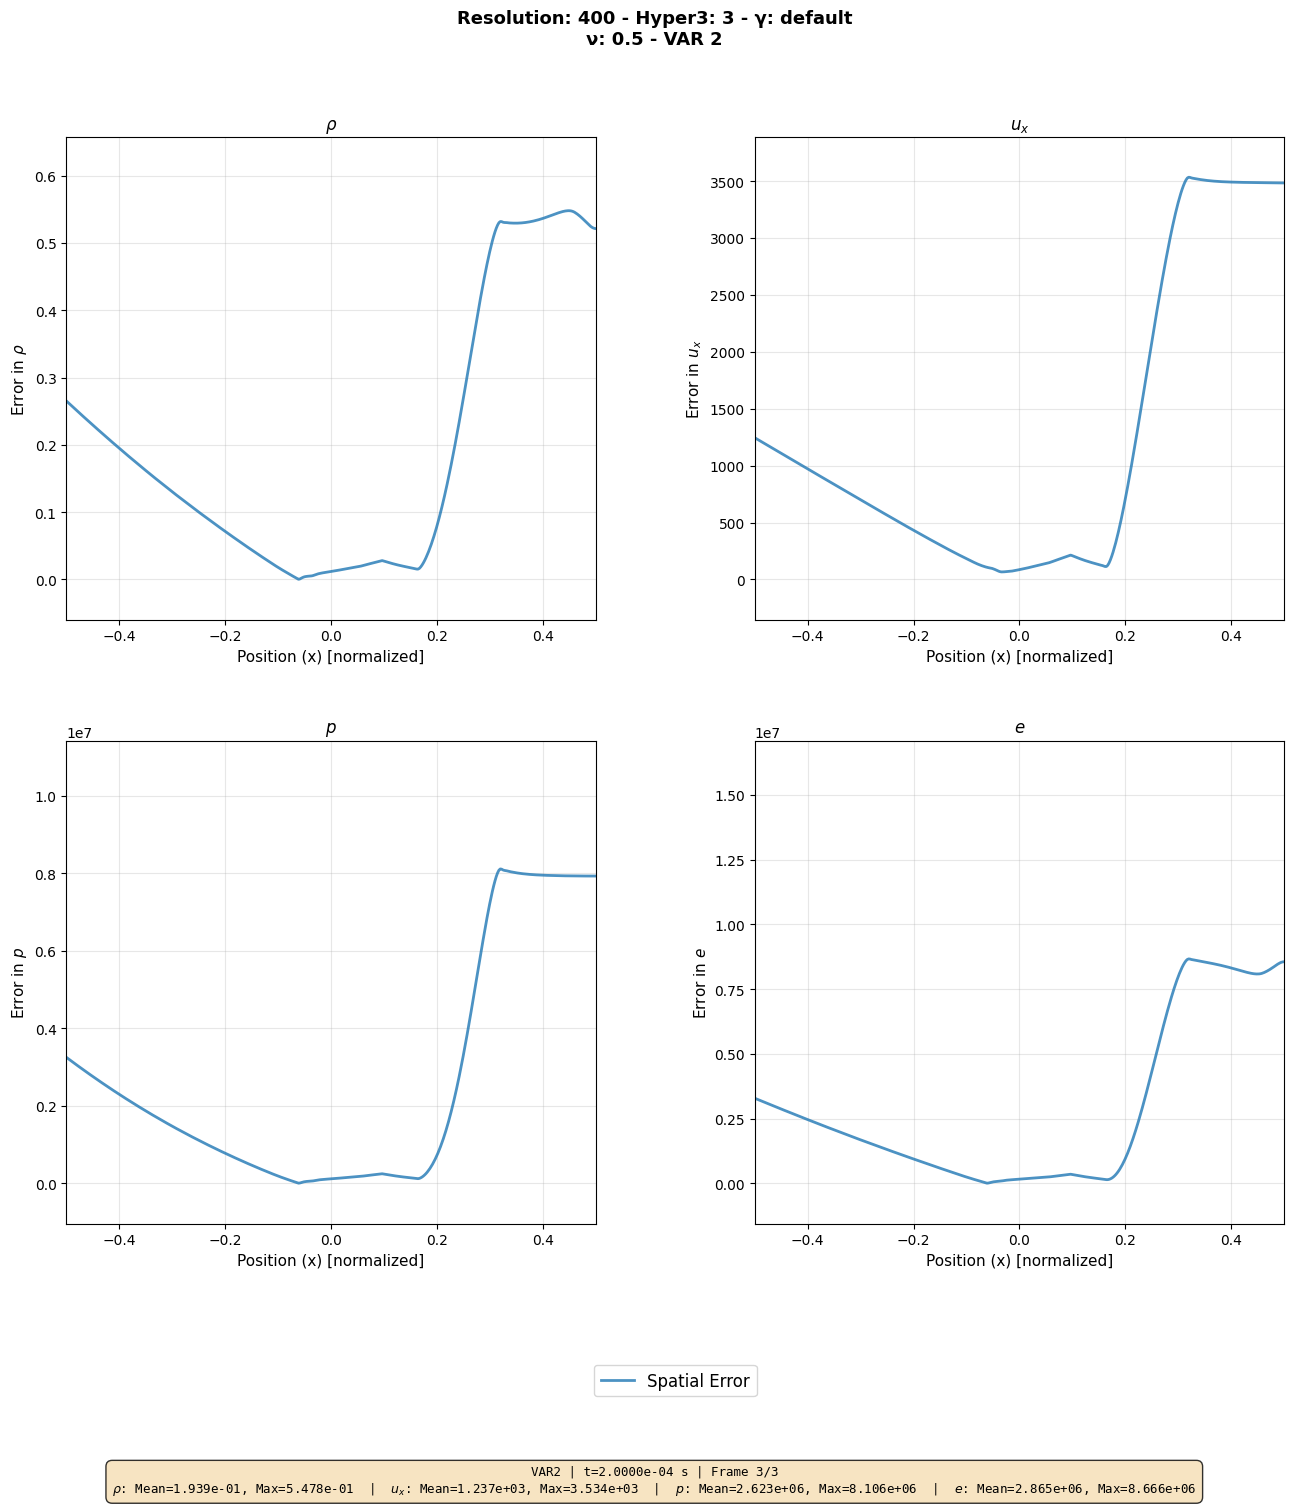 Resolution: 400 - Hyper3: 3 - γ: default
ν: 0.5 - VAR 2
ρ
Error in ρ
0.6
0.5
0.4
0.3
0.2
0.1
0.0
−0.4 −0.2 0.0 0.2 0.4
Position (x) [normalized]
u_x
Error in u_x
3500
3000
2500
2000
1500
1000
500
0
−0.4 −0.2 0.0 0.2 0.4
Position (x) [normalized]
p
1e7
Error in p
1.0
0.8
0.6
0.4
0.2
0.0
−0.4 −0.2 0.0 0.2 0.4
Position (x) [normalized]
e
1e7
Error in e
1.50
1.25
1.00
0.75
0.50
0.25
0.00
−0.4 −0.2 0.0 0.2 0.4
Position (x) [normalized]
Spatial Error
VAR2 | t=2.0000e-04 s | Frame 3/3
ρ: Mean=1.939e-01, Max=5.478e-01 | u_x: Mean=1.237e+03, Max=3.534e+03 | p: Mean=2.623e+06, Max=8.106e+06 | e: Mean=2.865e+06, Max=8.666e+06